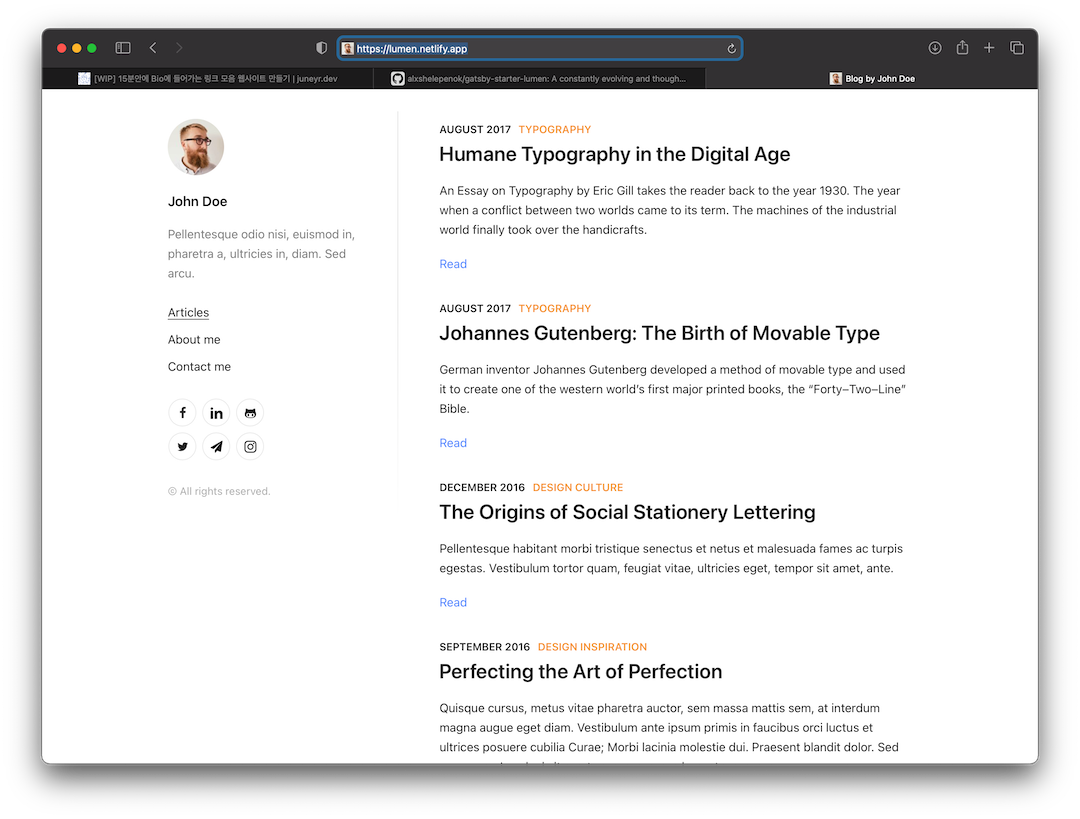 https://lumen.netlify.app
[WIP] 15분안에 Bio에 들어가는 링크 모음 웹사이트 만들기 | juneyr.dev
alxshelepenok/gatsby-starter-lumen: A constantly evolving and though...
Blog by John Doe
John Doe
Pellentesque odio nisi, euismod in,
pharetra a, ultricies in, diam. Sed
arcu.
Articles
About me
Contact me
© All rights reserved.
AUGUST 2017 TYPOGRAPHY
Humane Typography in the Digital Age
An Essay on Typography by Eric Gill takes the reader back to the year 1930. The year
when a conflict between two worlds came to its term. The machines of the industrial
world finally took over the handicrafts.
Read
AUGUST 2017 TYPOGRAPHY
Johannes Gutenberg: The Birth of Movable Type
German inventor Johannes Gutenberg developed a method of movable type and used
it to create one of the western world’s first major printed books, the “Forty–Two–Line”
Bible.
Read
DECEMBER 2016 DESIGN CULTURE
The Origins of Social Stationery Lettering
Pellentesque habitant morbi tristique senectus et netus et malesuada fames ac turpis
egestas. Vestibulum tortor quam, feugiat vitae, ultricies eget, tempor sit amet, ante.
Read
SEPTEMBER 2016 DESIGN INSPIRATION
Perfecting the Art of Perfection
Quisque cursus, metus vitae pharetra auctor, sem massa mattis sem, at interdum
magna augue eget diam. Vestibulum ante ipsum primis in faucibus orci luctus et
ultrices posuere cubilia Curae; Morbi lacinia molestie dui. Praesent blandit dolor. Sed